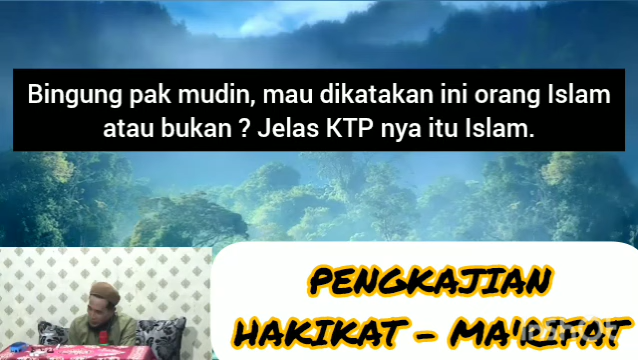 Bingung pak mudin, mau dikatakan ini orang Islam
atau bukan ? Jelas KTP nya itu Islam.
PENGKAJIAN
HAKIKAT - MA'RIFAT